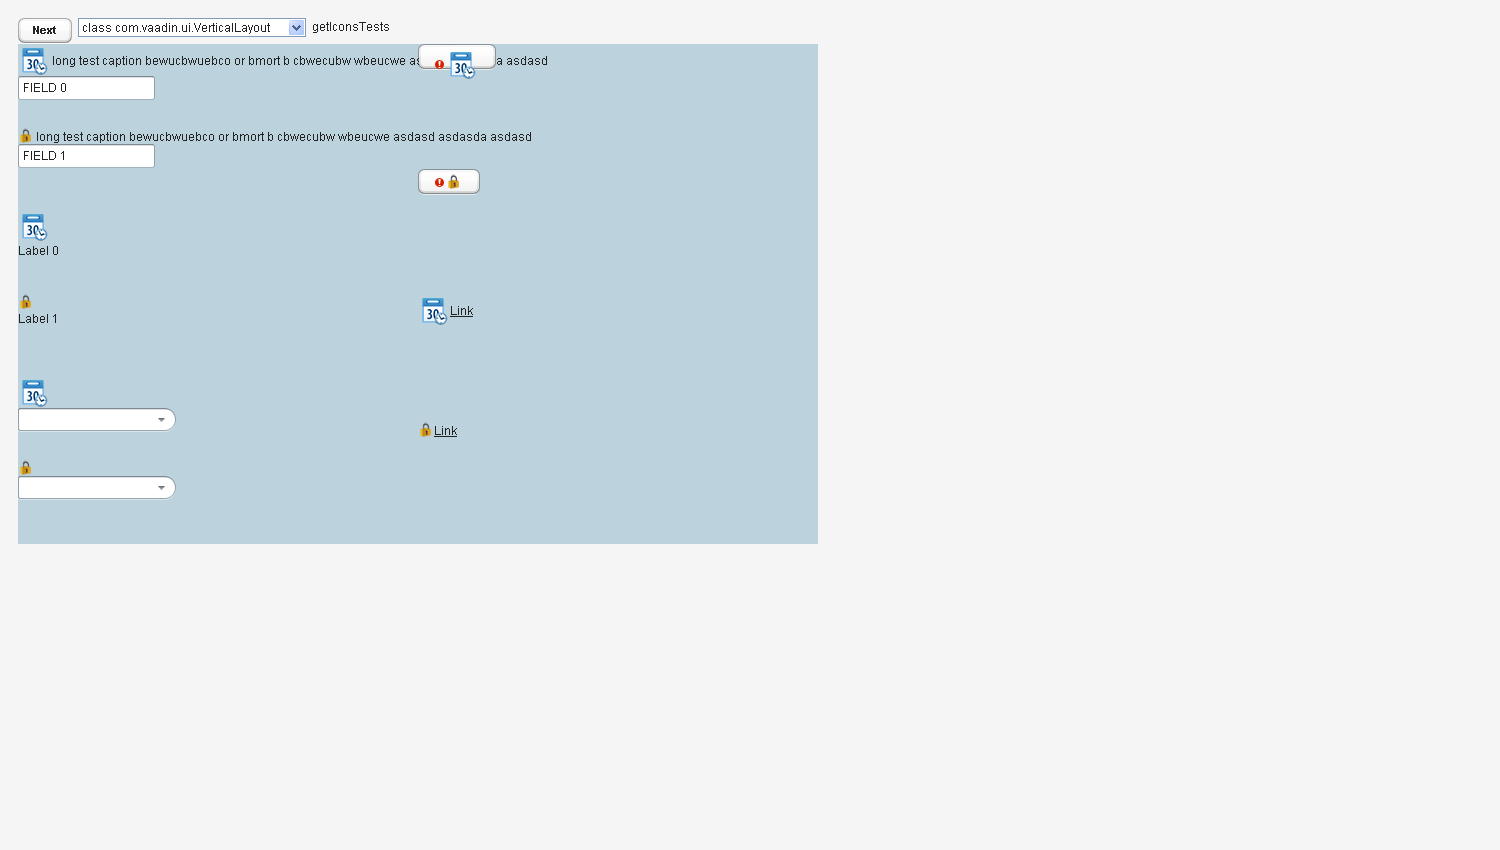 Next class com.vaadin.ui.VerticalLayout getIconsTests
30 long test caption bewucbwuebco or bmort b cbwecubw wbeucwe a 30 a asdasd
FIELD 0
long test caption bewucbwuebco or bmort b cbwecubw wbeucwe asdasd asdasda asdasd
FIELD 1
30
Label 0
Label 1
30 Link
30
Link